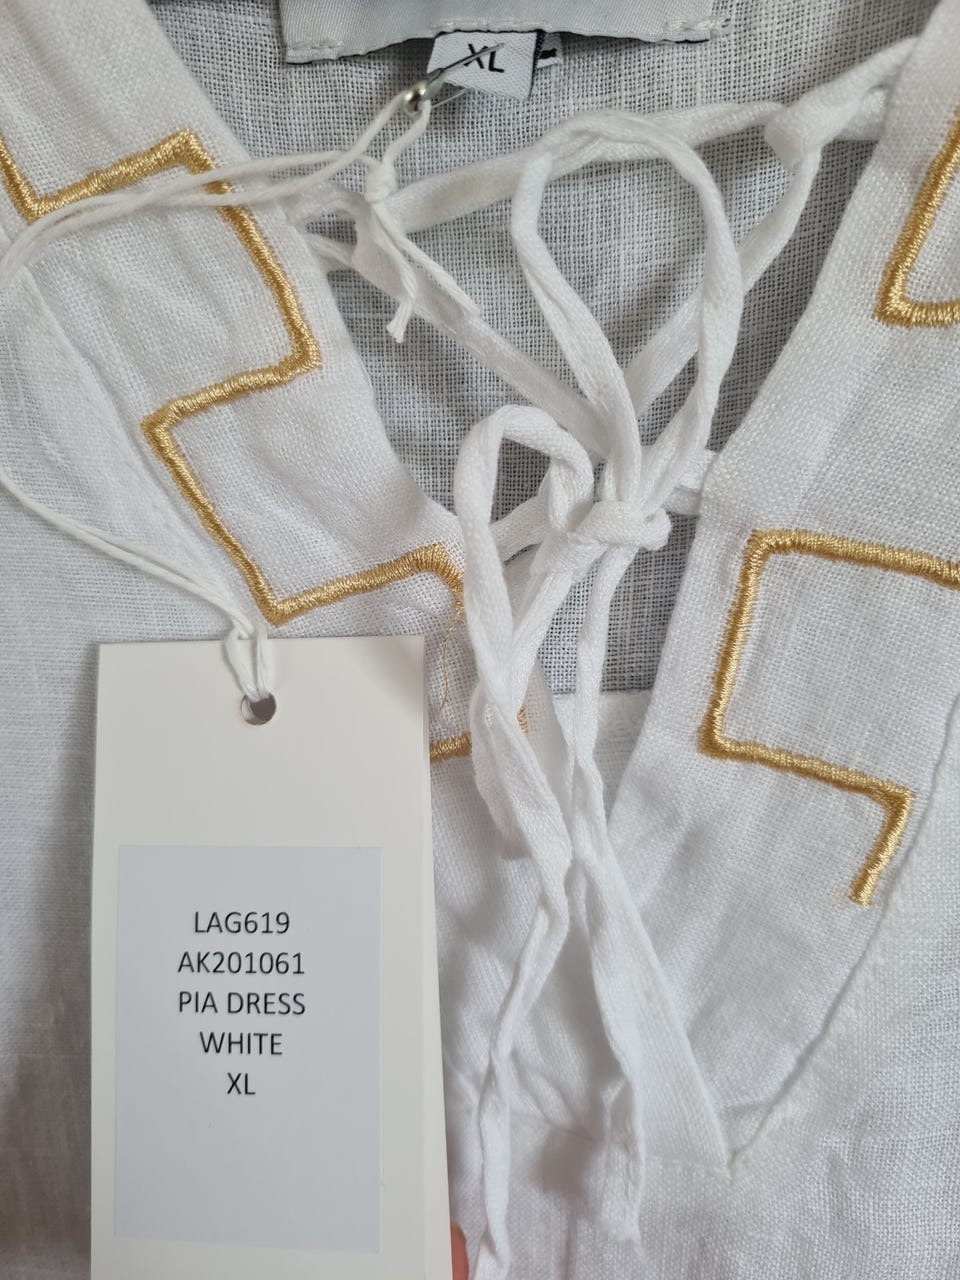 XL
LAG619
AK201061
PIA DRESS
WHITE
XL